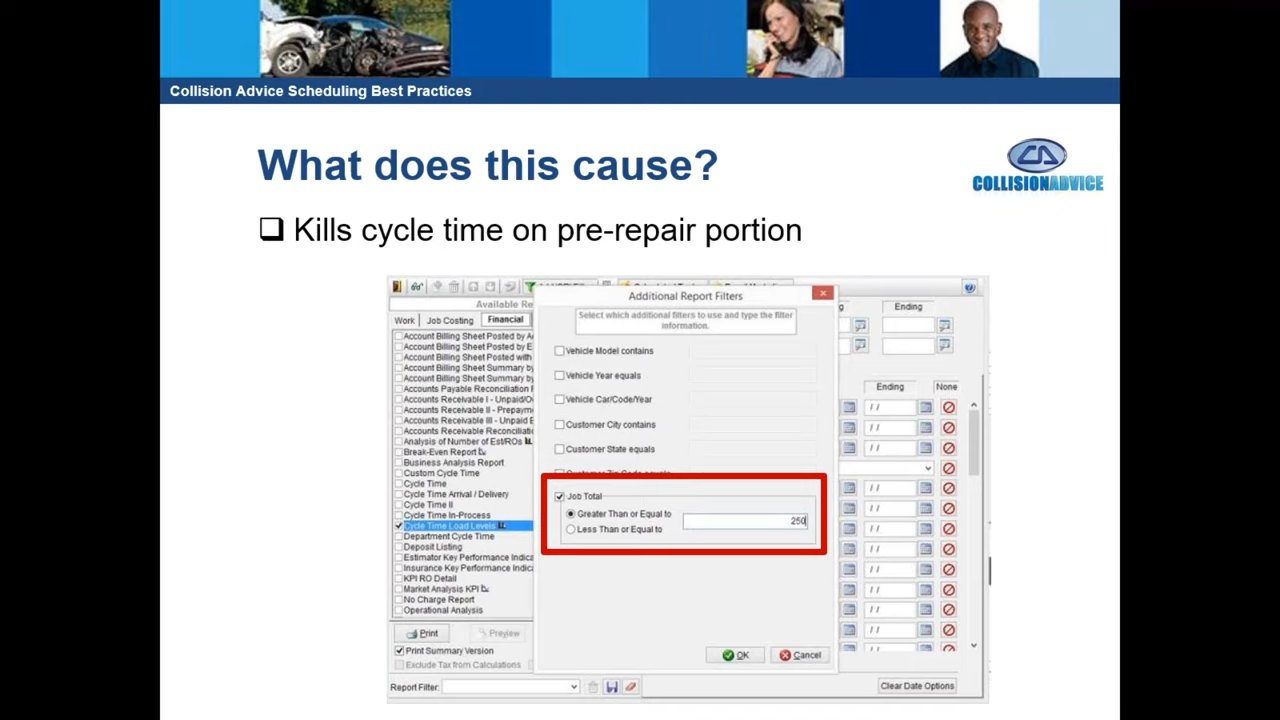 Collision Advice Scheduling Best Practices
What does this cause?
COLLISIONADVICE
Kills cycle time on pre-repair portion
Additional Report Filters
Available Re
Ending
Select which additional filters to use and type the filter
information.
Work Job Costing Financial
Account Billing Sheet Posted by A
Account Billing Sheet Posted by E
Account Billing Sheet Posted with
Account Billing Sheet Summary by
Account Billing Sheet Summary by
Accounts Payable Reconciliation
Accounts Receivable I - Unpaid/O
Accounts Receivable II - Prepaym
Accounts Receivable III - Unpaid E
Accounts Receivable Reconciliatio
Analysis of Number of Est/ROs
Break-Even Report
Business Analysis Report
Custom Cycle Time
Cycle Time
Cycle Time Arrival / Delivery
Cycle Time II
Cycle Time In-Process
Cycle Time Load Levels
Department Cycle Time
Deposit Listing
Estimator Key Performance Indica
Insurance Key Performance Indica
KPI RO Detail
Market Analysis KPI
No Charge Report
Operational Analysis
Vehicle Model contains
Vehicle Year equals
Vehicle Car/Code/Year
Customer City contains
Customer State equals
Customer Zip Code equals
Job Total
Greater Than or Equal to
250
Less Than or Equal to
Ending None
/ /
/ /
/ /
/ /
/ /
/ /
/ /
/ /
/ /
/ /
/ /
Print Preview
Print Summary Version
Exclude Tax from Calculations
OK Cancel
Report Filter:
Clear Date Options